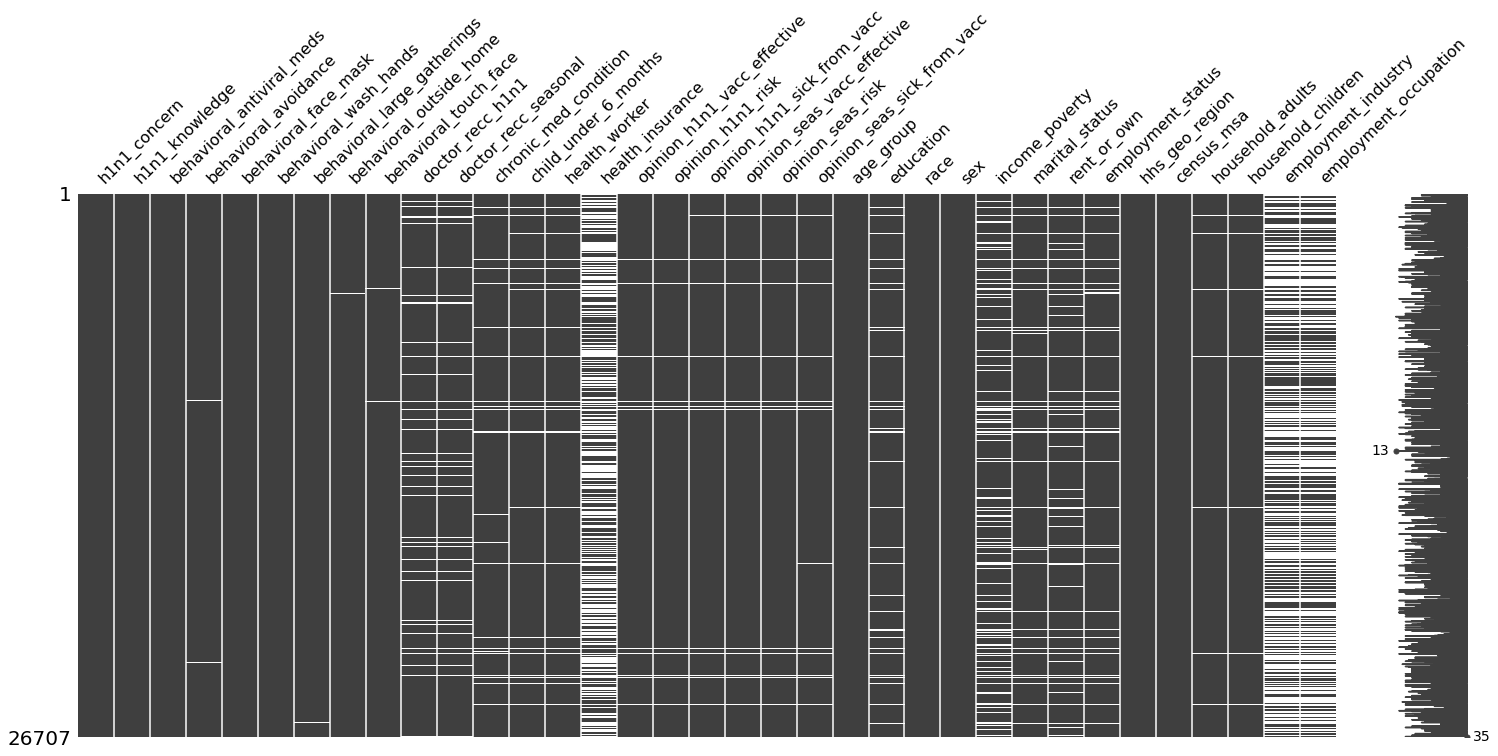 h1n1_concern
h1n1_knowledge
behavioral_antiviral_meds
behavioral_avoidance
behavioral_face_mask
behavioral_wash_hands
behavioral_large_gatherings
behavioral_outside_home
behavioral_touch_face
doctor_recc_h1n1
doctor_recc_seasonal
chronic_med_condition
child_under_6_months
health_worker
health_insurance
opinion_h1n1_vacc_effective
opinion_h1n1_risk
opinion_h1n1_sick_from_vacc
opinion_seas_vacc_effective
opinion_seas_risk
opinion_seas_sick_from_vacc
age_group
education
race
sex
income_poverty
marital_status
rent_or_own
employment_status
hhs_geo_region
census_msa
household_adults
household_children
employment_industry
employment_occupation
1
13
26707
35